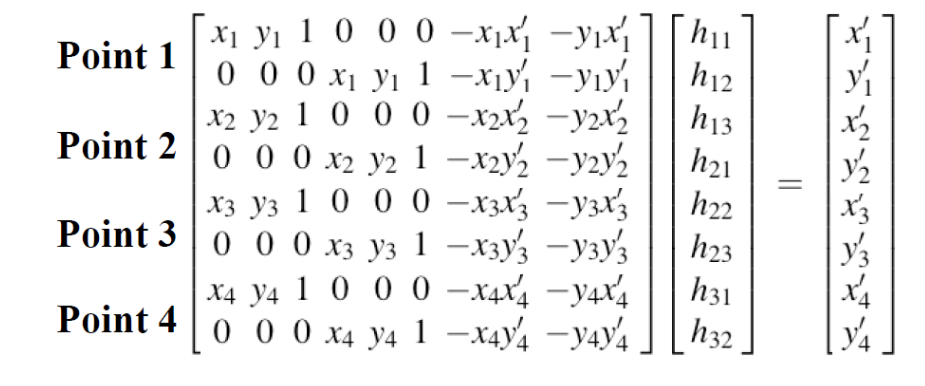 x₁ y₁ 1 0 0 0 −x₁x′₁ −y₁x′₁ h₁₁ x′₁
Point 1
0 0 0 x₁ y₁ 1 −x₁y′₁ −y₁y′₁ h₁₂ y′₁
x₂ y₂ 1 0 0 0 −x₂x′₂ −y₂x′₂ h₁₃ x′₂
Point 2
0 0 0 x₂ y₂ 1 −x₂y′₂ −y₂y′₂ h₂₁ = y′₂
x₃ y₃ 1 0 0 0 −x₃x′₃ −y₃x′₃ h₂₂ x′₃
Point 3
0 0 0 x₃ y₃ 1 −x₃y′₃ −y₃y′₃ h₂₃ y′₃
x₄ y₄ 1 0 0 0 −x₄x′₄ −y₄x′₄ h₃₁ x′₄
Point 4
0 0 0 x₄ y₄ 1 −x₄y′₄ −y₄y′₄ h₃₂ y′₄